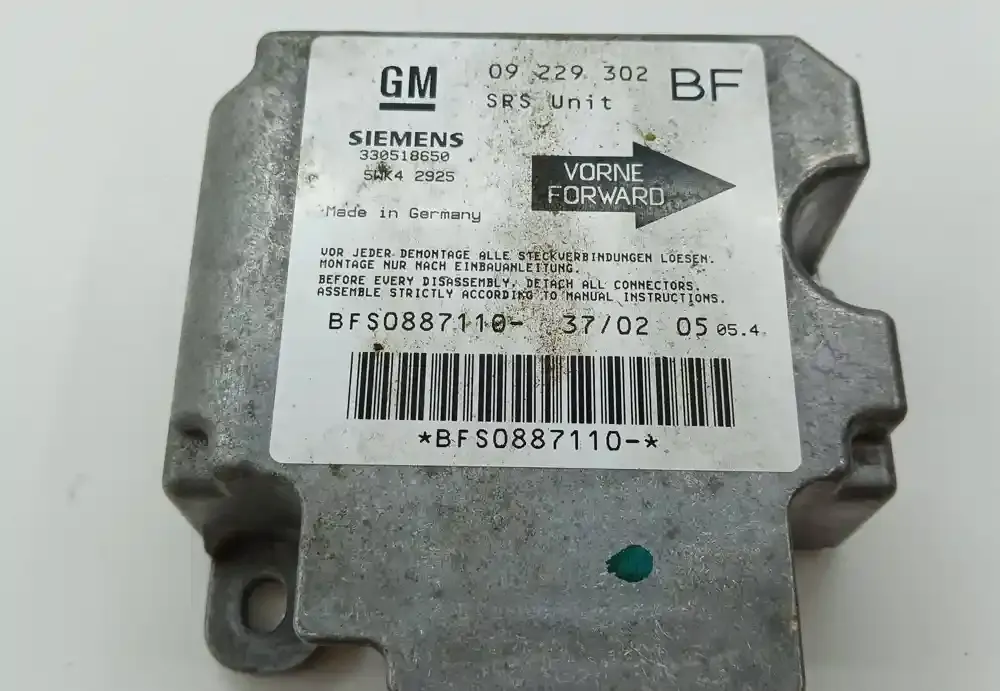 GM
09 229 302 BF
SRS Unit
SIEMENS
330518650
5WK4 2925
VORNE
FORWARD
Made in Germany
VOR JEDER DEMONTAGE ALLE STECKVERBINDUNGEN LOESEN.
MONTAGE NUR NACH EINBAUANLEITUNG.
BEFORE EVERY DISASSEMBLY, DETACH ALL CONNECTORS.
ASSEMBLE STRICTLY ACCORDING TO MANUAL INSTRUCTIONS.
BFS0887110- 37/02 05 05.4
*BFS0887110-*